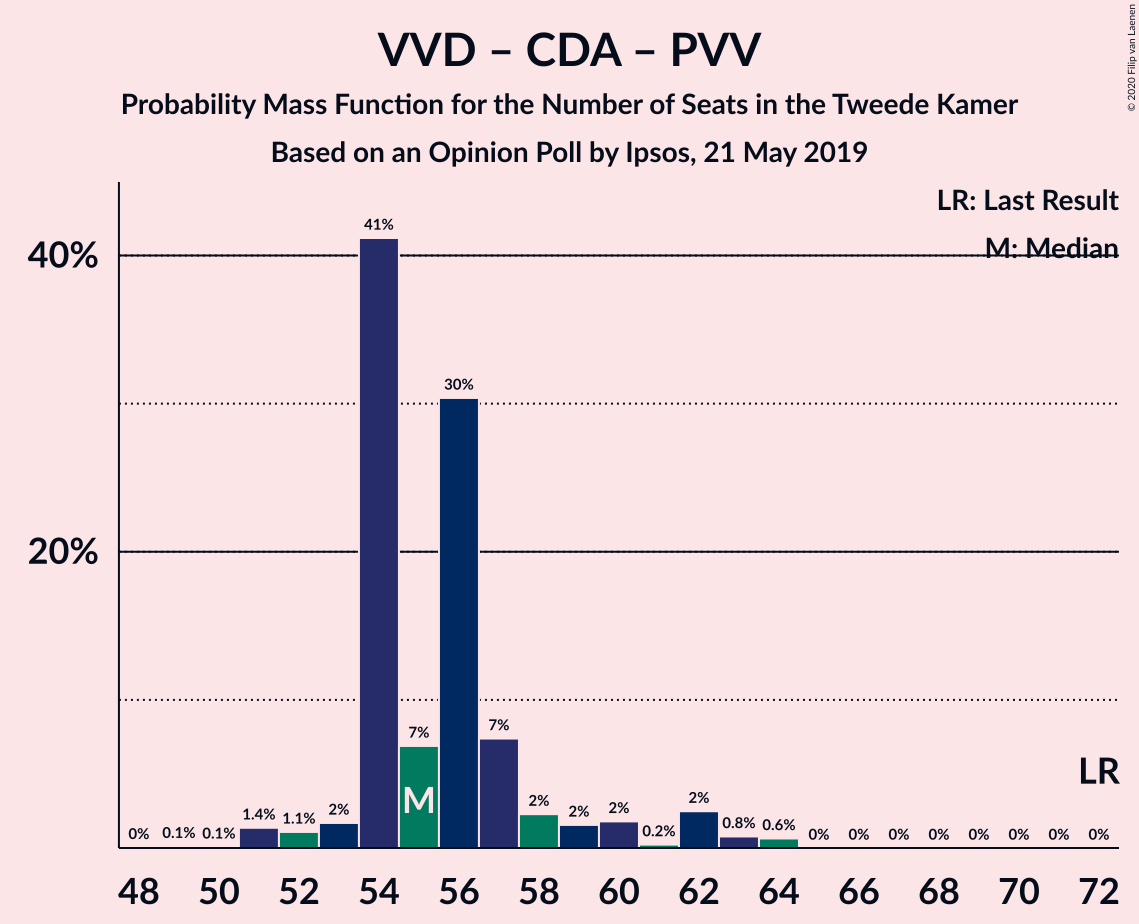 © 2020 Filip van Laenen
VVD – CDA – PVV
Probability Mass Function for the Number of Seats in the Tweede Kamer
Based on an Opinion Poll by Ipsos, 21 May 2019
LR: Last Result
M: Median
40%
20%
0% 0.1% 0.1% 1.4% 1.1% 2% 41% 7% 30% 7% 2% 2% 2% 0.2% 2% 0.8% 0.6% 0% 0% 0% 0% 0% 0% 0% 0%
M
LR
48 50 52 54 56 58 60 62 64 66 68 70 72